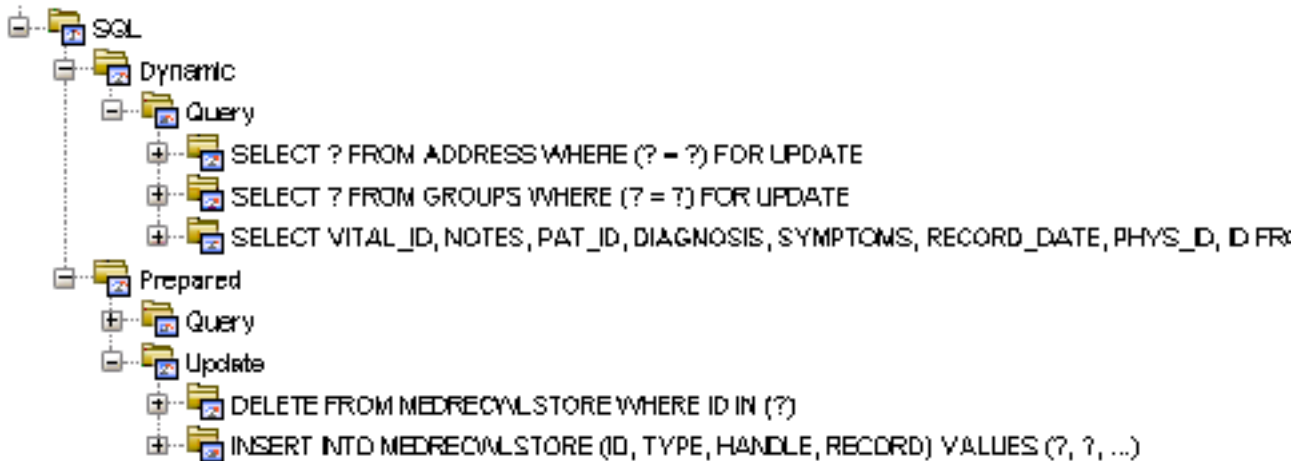 SQL
Dynamic
Query
SELECT ? FROM ADDRESS WHERE (? = ?) FOR UPDATE
SELECT ? FROM GROUPS WHERE (? = ?) FOR UPDATE
SELECT VITAL_ID, NOTES, PAT_ID, DIAGNOSIS, SYMPTOMS, RECORD_DATE, PHYS_ID, ID FRO
Prepared
Query
Update
DELETE FROM MEDRECWLSTORE WHERE ID IN (?)
INSERT INTO MEDRECWLSTORE (ID, TYPE, HANDLE, RECORD) VALUES (?, ?, ...)